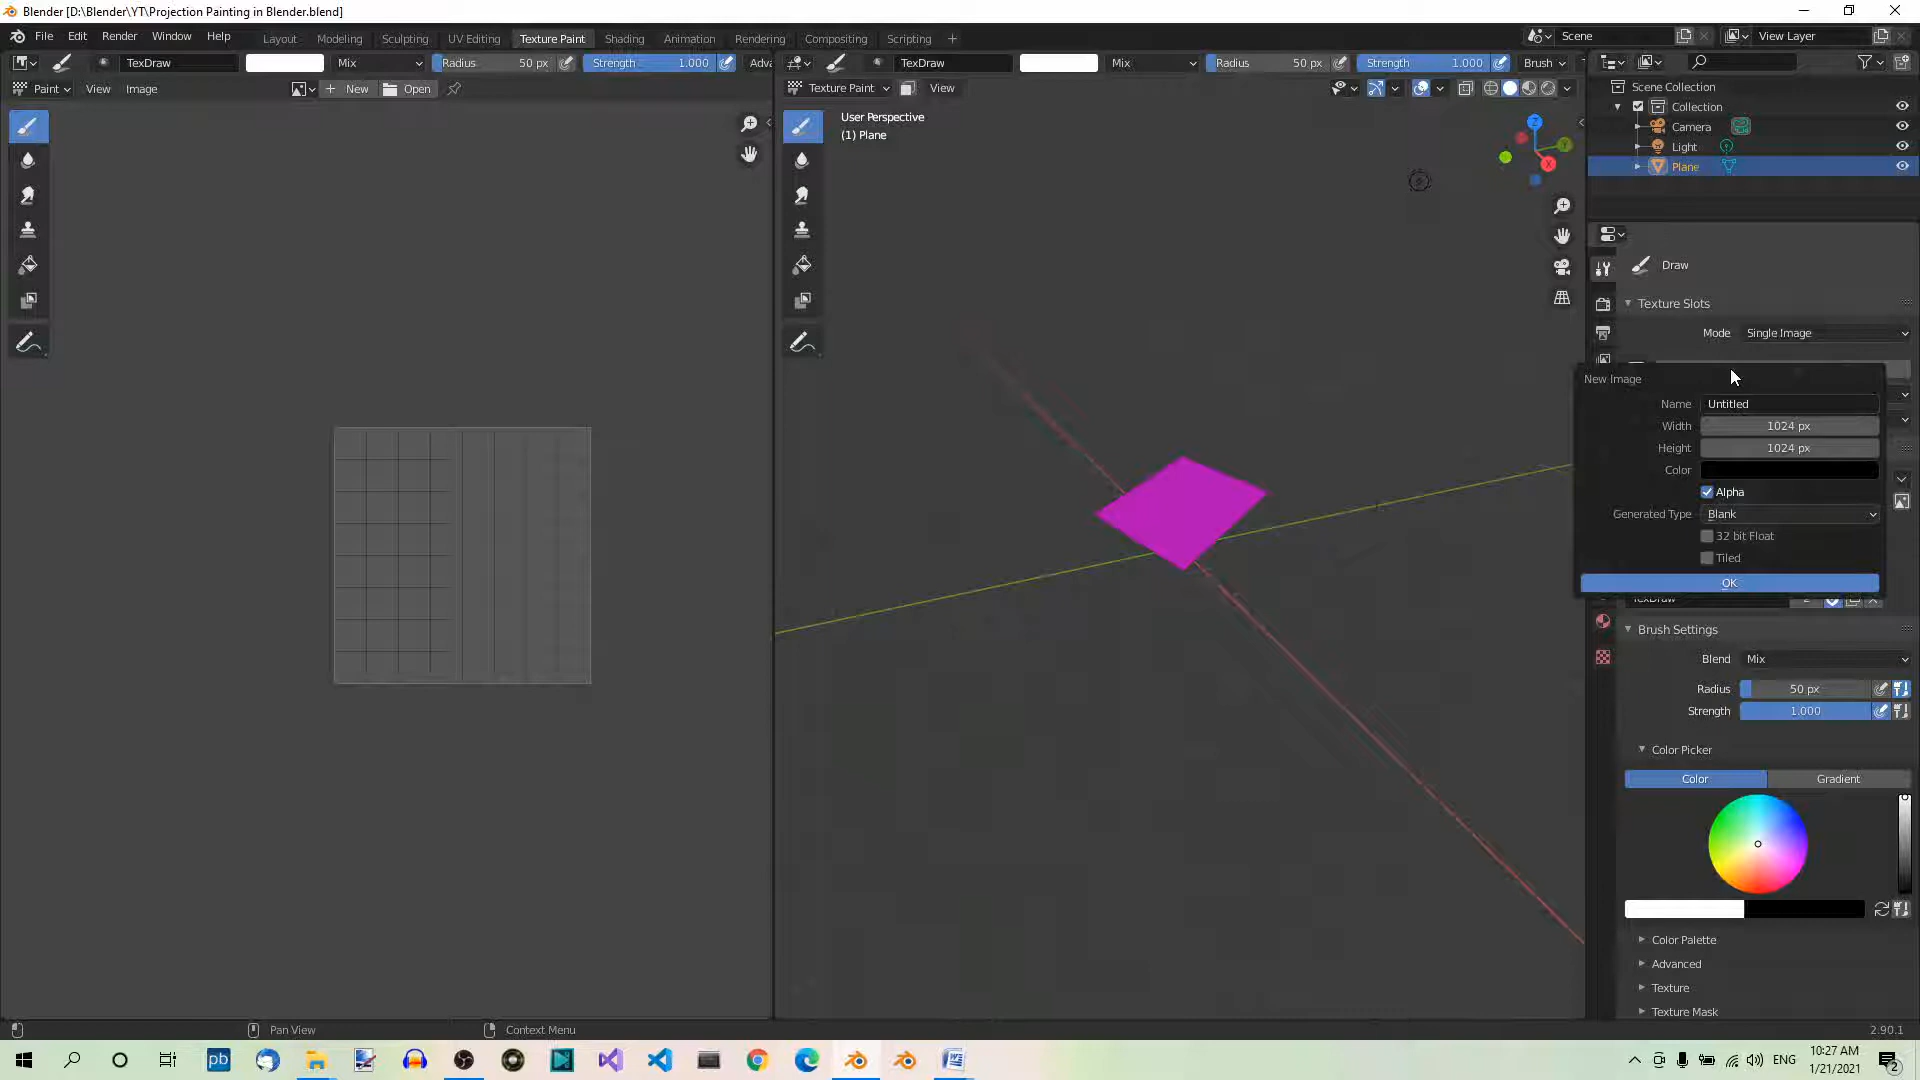 Blender [D:\Blender\YT\Projection Painting in Blender.blend]
File Edit Render Window Help Layout Modeling Sculpting UV Editing Texture Paint Shading Animation Rendering Compositing Scripting + Scene View Layer
TexDraw Mix Radius 50 px Strength 1.000 Adva TexDraw Mix Radius 50 px Strength 1.000 Brush
Paint View Image + New Open Texture Paint View
Scene Collection
Collection
Camera
Light
Plane
User Perspective
(1) Plane
Z
X
Draw
Texture Slots
Mode Single Image
New Image
Name Untitled
Width 1024 px
Height 1024 px
Color
Alpha
Generated Type Blank
32 bit Float
Tiled
OK
TexDraw
Brush Settings
Blend Mix
Radius 50 px
Strength 1.000
Color Picker
Color Gradient
Color Palette
Advanced
Texture
Texture Mask
Pan View Context Menu 2.90.1
pb ENG 10:27 AM
1/21/2021
2